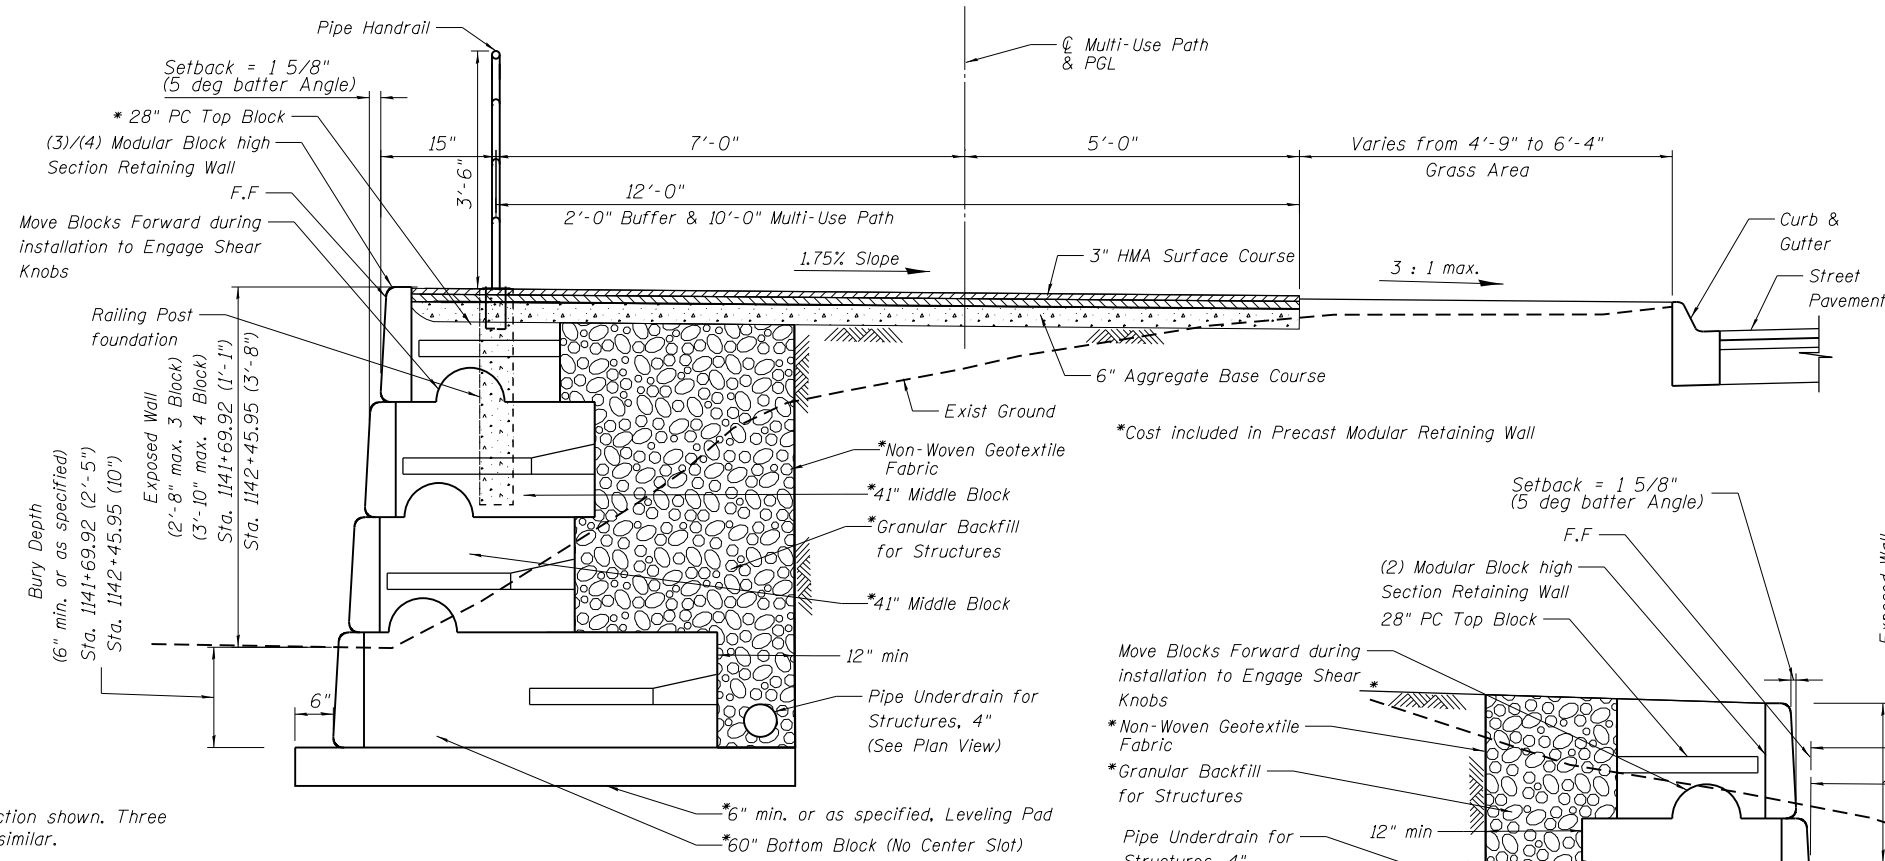 Pipe Handrail
Setback = 1 5/8"
(5 deg batter Angle)
* 28" PC Top Block
(3)/(4) Modular Block high
Section Retaining Wall
F.F
Move Blocks Forward during
installation to Engage Shear
Knobs
Railing Post
foundation
℄ Multi-Use Path
& PGL
15"
7'-0"
5'-0"
Varies from 4'-9" to 6'-4"
Grass Area
3'-6"
12'-0"
2'-0" Buffer & 10'-0" Multi-Use Path
1.75% Slope
3" HMA Surface Course
3 : 1 max.
Curb &
Gutter
Street
Pavement
6" Aggregate Base Course
Exist Ground
*Cost included in Precast Modular Retaining Wall
Exposed Wall
(2'-8" max. 3 Block)
(3'-10" max. 4 Block)
Sta. 1141+69.92 (1'-1")
Sta. 1142+45.95 (3'-8")
Bury Depth
(6" min. or as specified)
Sta. 1141+69.92 (2'-5")
Sta. 1142+45.95 (10")
*Non-Woven Geotextile
Fabric
*41" Middle Block
*Granular Backfill
for Structures
*41" Middle Block
12" min
Pipe Underdrain for
Structures, 4"
(See Plan View)
6"
*6" min. or as specified, Leveling Pad
*60" Bottom Block (No Center Slot)
ction shown. Three
similar.
Setback = 1 5/8"
(5 deg batter Angle)
F.F
(2) Modular Block high
Section Retaining Wall
28" PC Top Block
Move Blocks Forward during
installation to Engage Shear
Knobs
*
*Non-Woven Geotextile
Fabric
*Granular Backfill
for Structures
12" min
Pipe Underdrain for
Structures, 4"